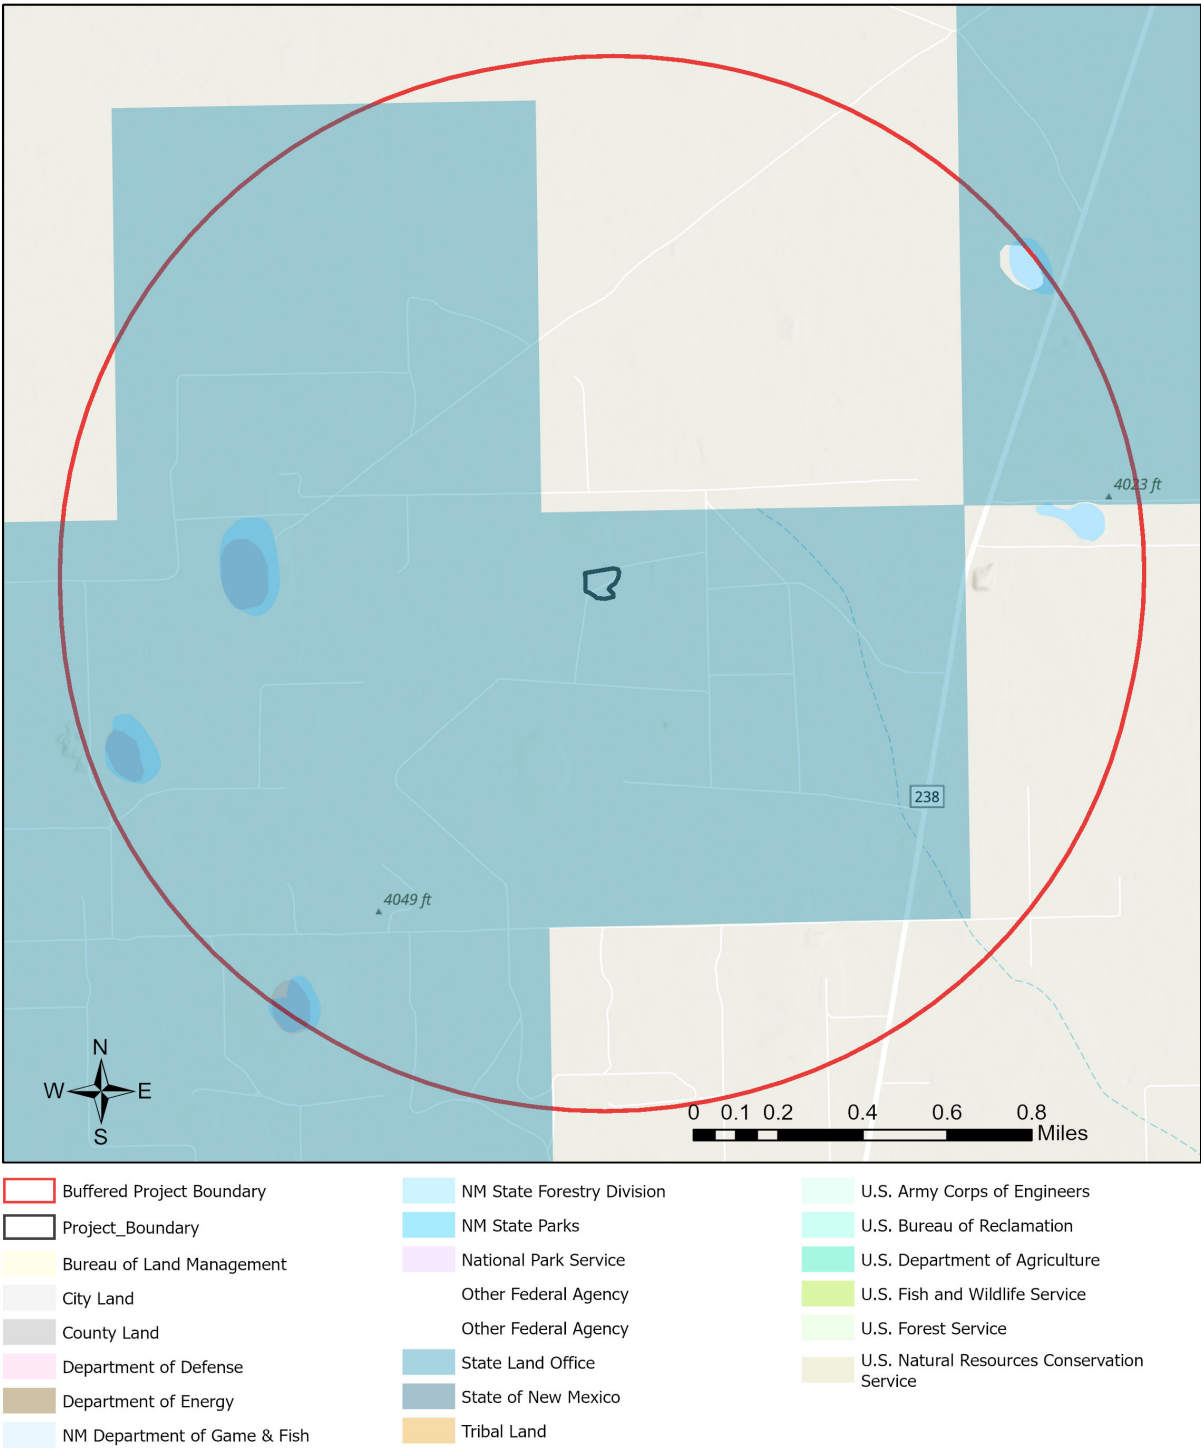 4023 ft
238
4049 ft
N
W E
S
0 0.1 0.2 0.4 0.6 0.8
Miles
Buffered Project Boundary
Project_Boundary
Bureau of Land Management
City Land
County Land
Department of Defense
Department of Energy
NM Department of Game & Fish
NM State Forestry Division
NM State Parks
National Park Service
Other Federal Agency
Other Federal Agency
State Land Office
State of New Mexico
Tribal Land
U.S. Army Corps of Engineers
U.S. Bureau of Reclamation
U.S. Department of Agriculture
U.S. Fish and Wildlife Service
U.S. Forest Service
U.S. Natural Resources Conservation
Service